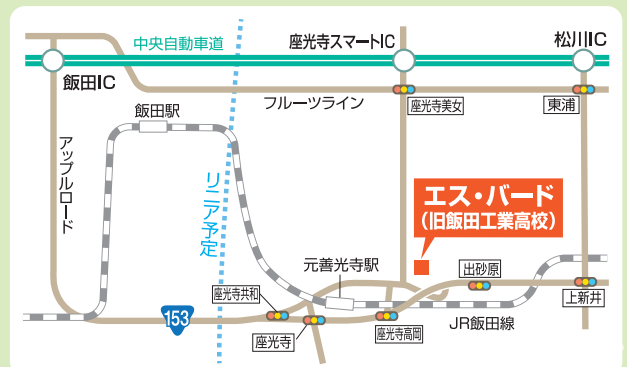 中央自動車道
座光寺スマートIC
松川IC
飯田IC
フルーツライン
座光寺美女
東浦
飯田駅
アップルロード
リニア予定
エス・バード
（旧飯田工業高校）
元善光寺駅
出砂原
座光寺共和
上新井
153
座光寺
座光寺高岡
JR飯田線